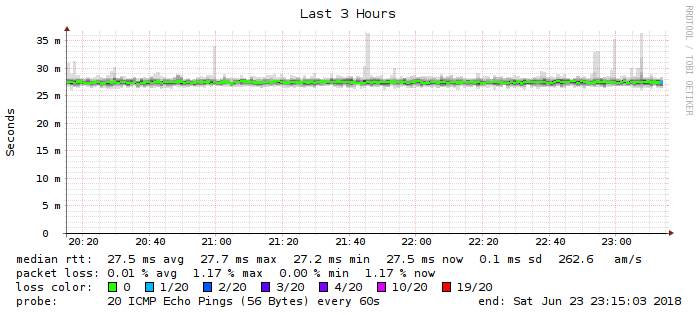 Last 3 Hours
RRDTOOL / TOBI OETIKER
Seconds
35 m
30 m
25 m
20 m
15 m
10 m
5 m
0
20:20 20:40 21:00 21:20 21:40 22:00 22:20 22:40 23:00
median rtt: 27.5 ms avg 27.7 ms max 27.2 ms min 27.5 ms now 0.1 ms sd 262.6 am/s
packet loss: 0.01 % avg 1.17 % max 0.00 % min 1.17 % now
loss color: 0 1/20 2/20 3/20 4/20 10/20 19/20
probe: 20 ICMP Echo Pings (56 Bytes) every 60s end: Sat Jun 23 23:15:03 2018